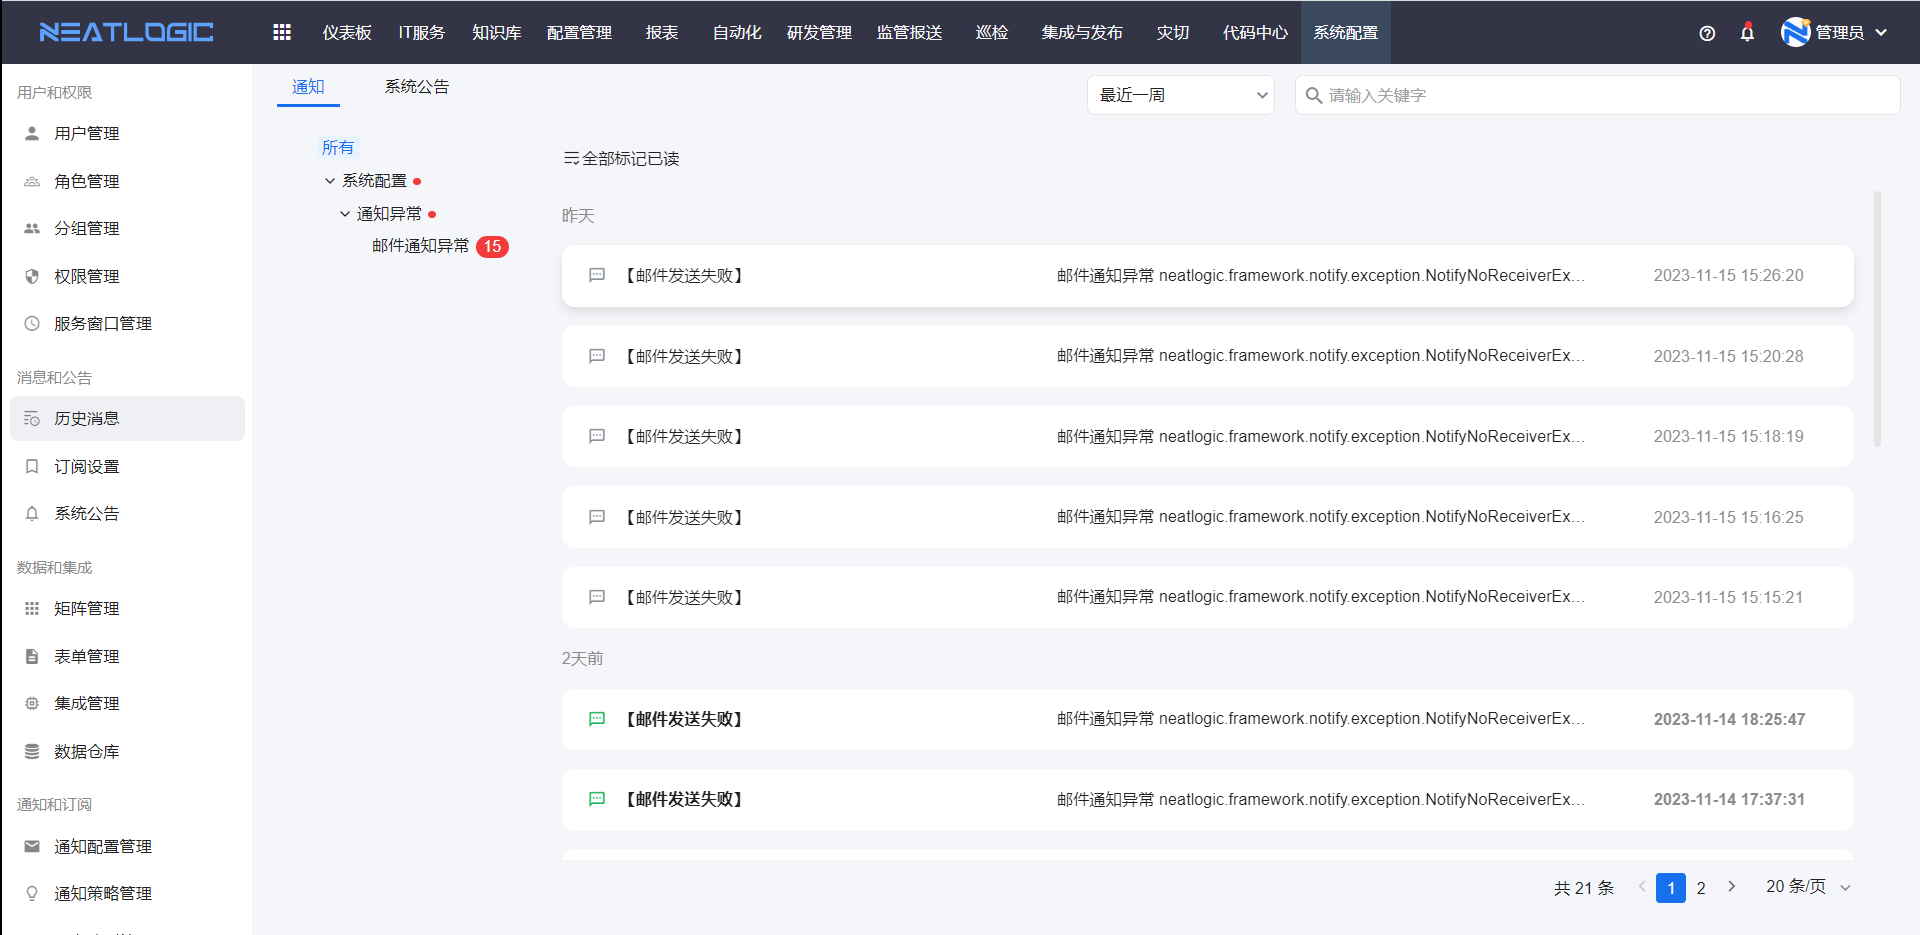 NEATLOGIC
仪表板 IT服务 知识库 配置管理 报表 自动化 研发管理 监管报送 巡检 集成与发布 灾切 代码中心 系统配置
管理员
用户和权限
用户管理
角色管理
分组管理
权限管理
服务窗口管理
消息和公告
历史消息
订阅设置
系统公告
数据和集成
矩阵管理
表单管理
集成管理
数据仓库
通知和订阅
通知配置管理
通知策略管理
通知 系统公告
最近一周
请输入关键字
所有
系统配置
通知异常
邮件通知异常 15
全部标记已读
昨天
【邮件发送失败】 邮件通知异常 neatlogic.framework.notify.exception.NotifyNoReceiverEx... 2023-11-15 15:26:20
【邮件发送失败】 邮件通知异常 neatlogic.framework.notify.exception.NotifyNoReceiverEx... 2023-11-15 15:20:28
【邮件发送失败】 邮件通知异常 neatlogic.framework.notify.exception.NotifyNoReceiverEx... 2023-11-15 15:18:19
【邮件发送失败】 邮件通知异常 neatlogic.framework.notify.exception.NotifyNoReceiverEx... 2023-11-15 15:16:25
【邮件发送失败】 邮件通知异常 neatlogic.framework.notify.exception.NotifyNoReceiverEx... 2023-11-15 15:15:21
2天前
【邮件发送失败】 邮件通知异常 neatlogic.framework.notify.exception.NotifyNoReceiverEx... 2023-11-14 18:25:47
【邮件发送失败】 邮件通知异常 neatlogic.framework.notify.exception.NotifyNoReceiverEx... 2023-11-14 17:37:31
共 21 条 1 2 20 条/页